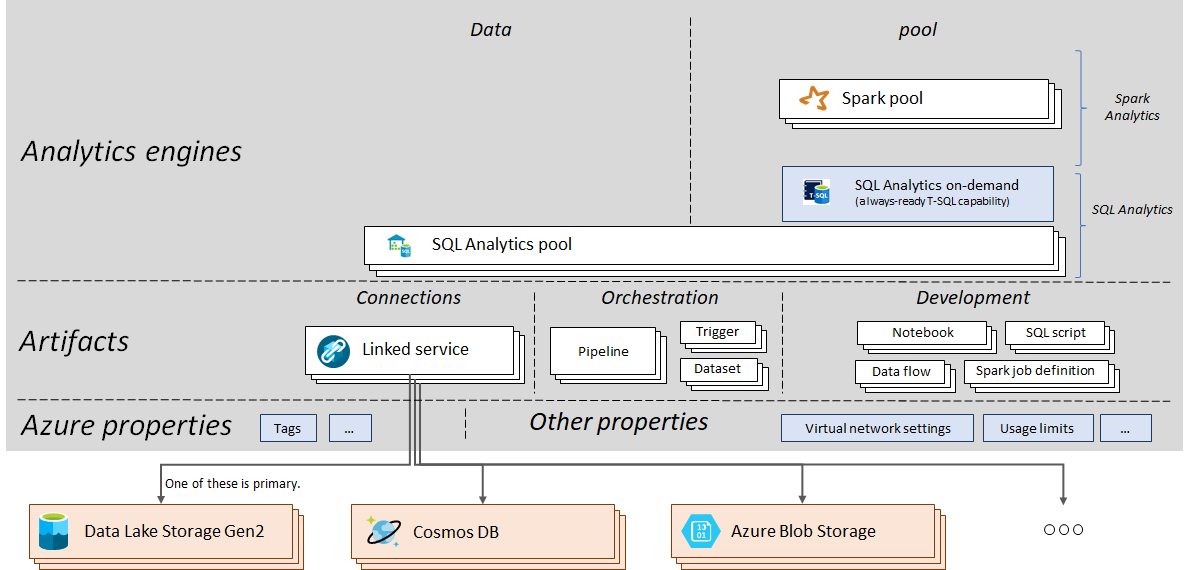 Data
pool
Spark pool
Spark
Analytics
Analytics engines
SQL Analytics on-demand
(always-ready T-SQL capability)
T-SQL
SQL Analytics
SQL Analytics pool
Connections
Orchestration
Development
Artifacts
Linked service
Pipeline
Trigger
Dataset
Notebook
SQL script
Data flow
Spark job definition
Azure properties
Tags
...
Other properties
Virtual network settings
Usage limits
...
One of these is primary.
Data Lake Storage Gen2
Cosmos DB
10
01
Azure Blob Storage